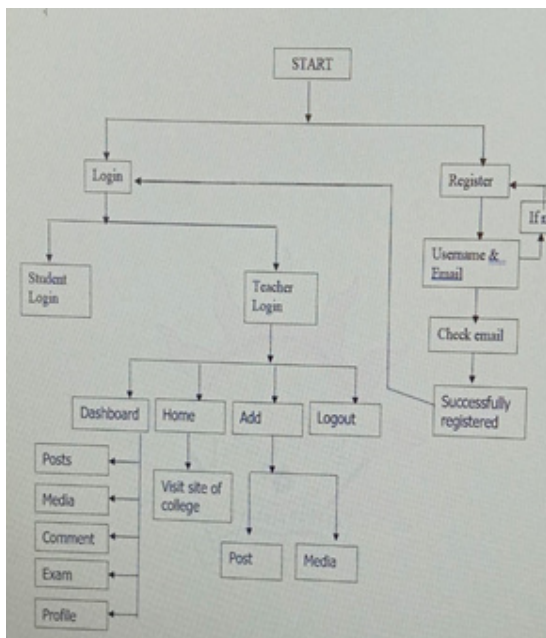 START
Login
Register
If
Student
Login
Teacher
Login
Username &
Email
Check email
Successfully
registered
Dashboard
Home
Add
Logout
Posts
Media
Comment
Exam
Profile
Visit site of
college
Post
Media